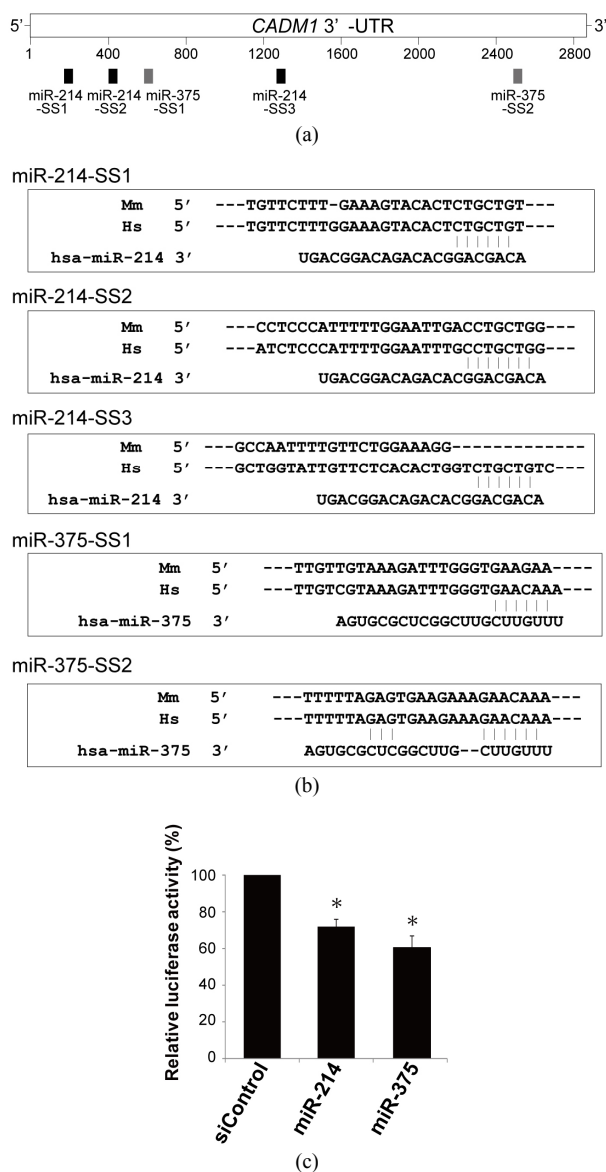 5’ CADM1 3’ -UTR 3’
1 400 800 1200 1600 2000 2400 2800
miR-214 miR-214 miR-375 miR-214 miR-375
-SS1 -SS2 -SS1 -SS3 -SS2
(a)
miR-214-SS1
Mm 5’ ---TGTTCTTT-GAAAGTACACTCTGCTGT---
Hs 5’ ---TGTTCTTTGGAAAGTACACTCTGCTGT---
hsa-miR-214 3’ UGACGGACAGACACGGACGACA
miR-214-SS2
Mm 5’ ---CCTCCCATTTTTGGAATTGACCTGCTGG---
Hs 5’ ---ATCTCCCATTTTGGAATTTGCCTGCTGG---
hsa-miR-214 3’ UGACGGACAGACACGGACGACA
miR-214-SS3
Mm 5’ ---GCCAATTTTGTTCTGGAAAGG-------------
Hs 5’ ---GCTGGTATTGTTCTCACACTGGTCTGCTGTC---
hsa-miR-214 3’ UGACGGACAGACACGGACGACA
miR-375-SS1
Mm 5’ ---TTGTTGTAAAGATTTGGGTGAAGAA----
Hs 5’ ---TTGTCGTAAAGATTTGGGTGAACAAA---
hsa-miR-375 3’ AGUGCGCUCGGCUUGCUUGUUU
miR-375-SS2
Mm 5’ ---TTTTTAGAGTGAAGAAAGAACAAA---
Hs 5’ ---TTTTTAGAGTGAAGAAAGAACAAA---
hsa-miR-375 3’ AGUGCGCUCGGCUUG--CUUGUUU
(b)
Relative luciferase activity (%)
100
80
60
40
20
0
* *
siControl miR-214 miR-375
(c)